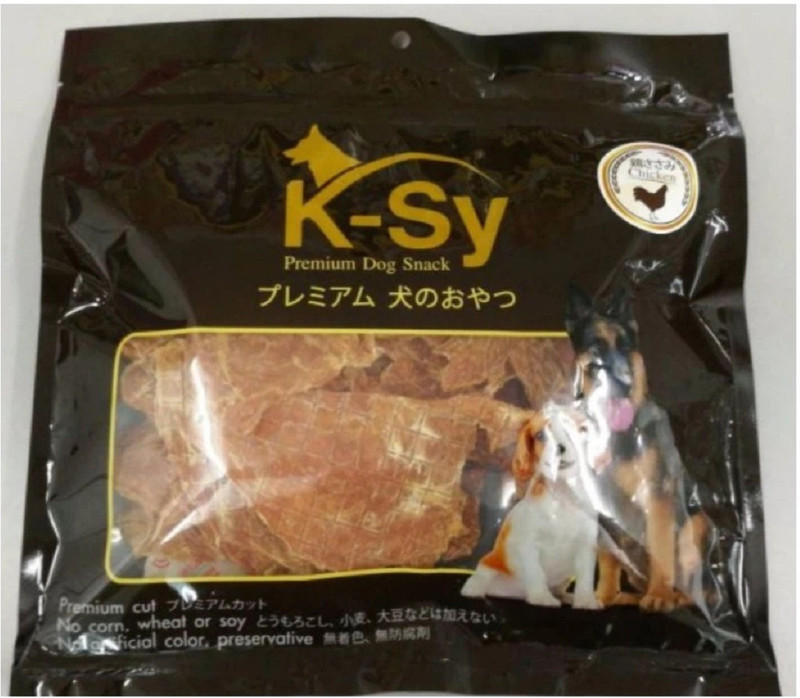 鶏ささみ
Chicken
K-Sy
Premium Dog Snack
プレミアム 犬のおやつ
Premium cut プレミアムカット
No corn, wheat or soy とうもろこし、小麦、大豆などは加えない
No artificial color, preservative 無着色、無防腐剤